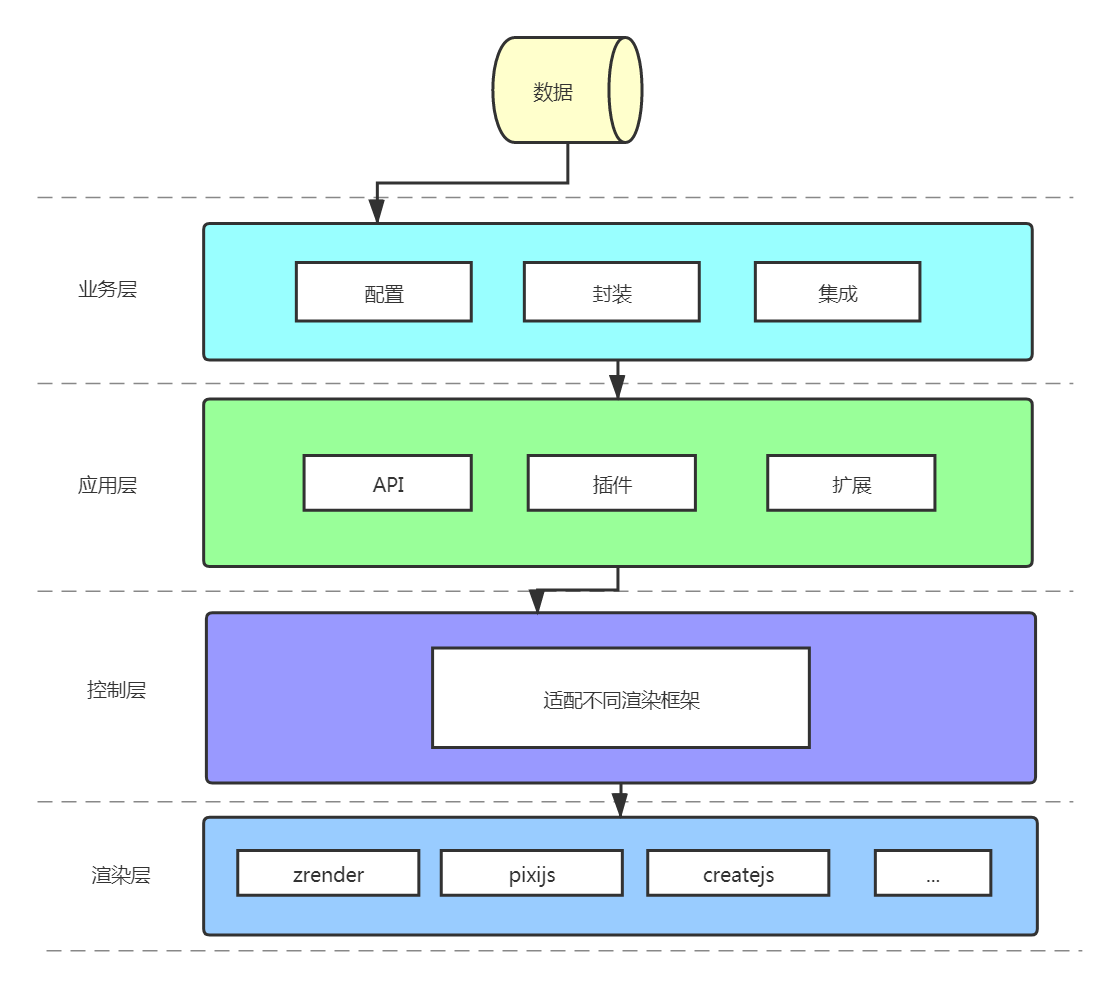 数据
业务层
配置
封装
集成
应用层
API
插件
扩展
控制层
适配不同渲染框架
渲染层
zrender
pixijs
createjs
...